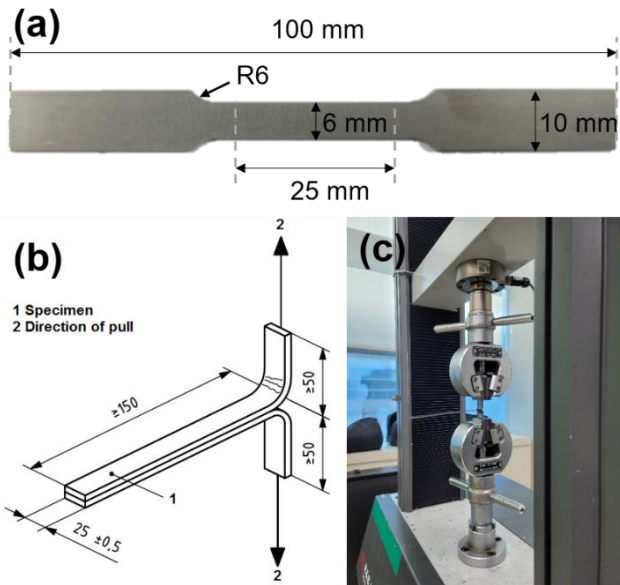 (a)
100 mm
R6
6 mm
10 mm
25 mm
(b)
2
1 Specimen
2 Direction of pull
≥150
≥50
≥50
1
25 ±0,5
2
(c)